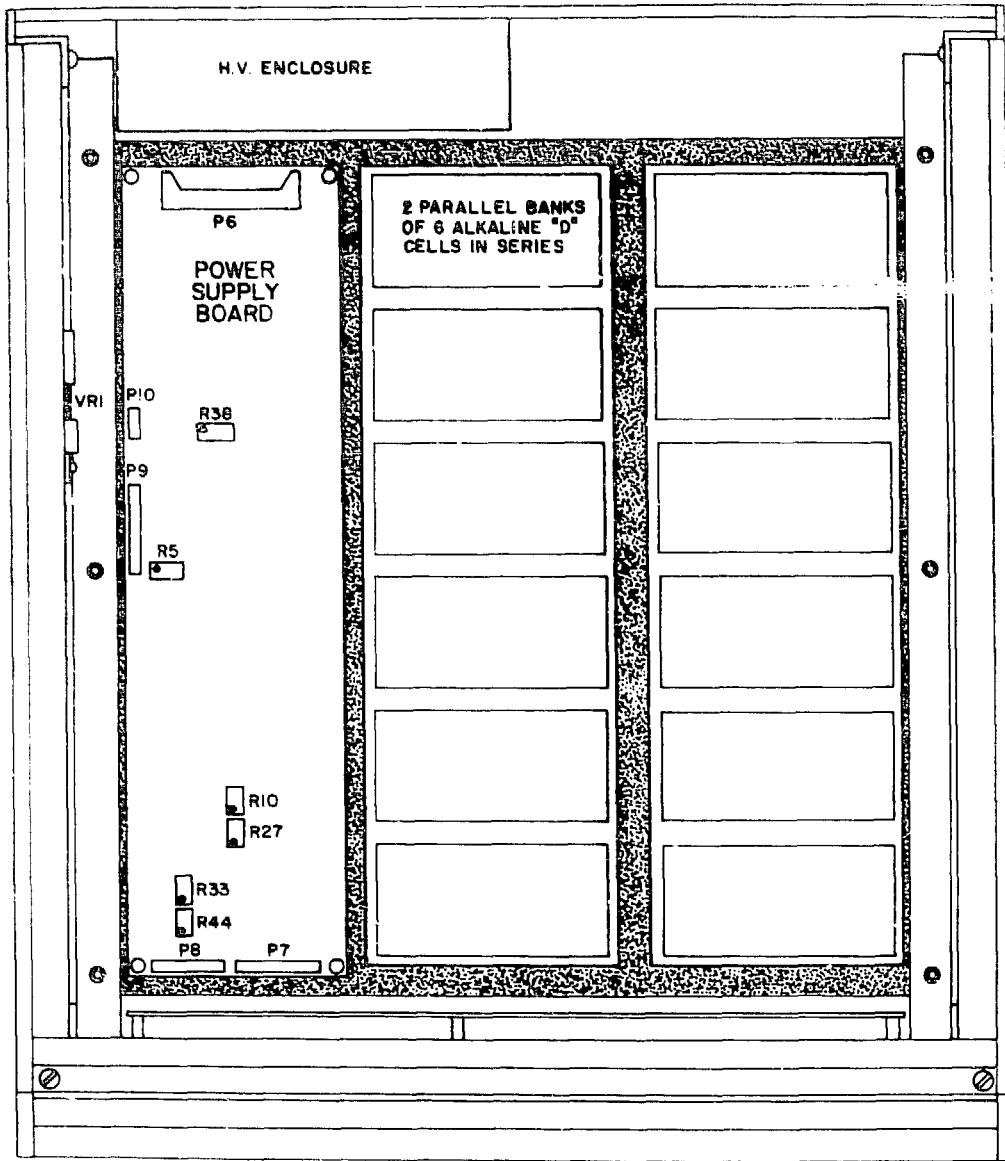 H.V. ENCLOSURE
P6
POWER
SUPPLY
BOARD
2 PARALLEL BANKS
OF 6 ALKALINE "D"
CELLS IN SERIES
VR1
P10
R38
P9
R5
R10
R27
R33
R44
P8
P7